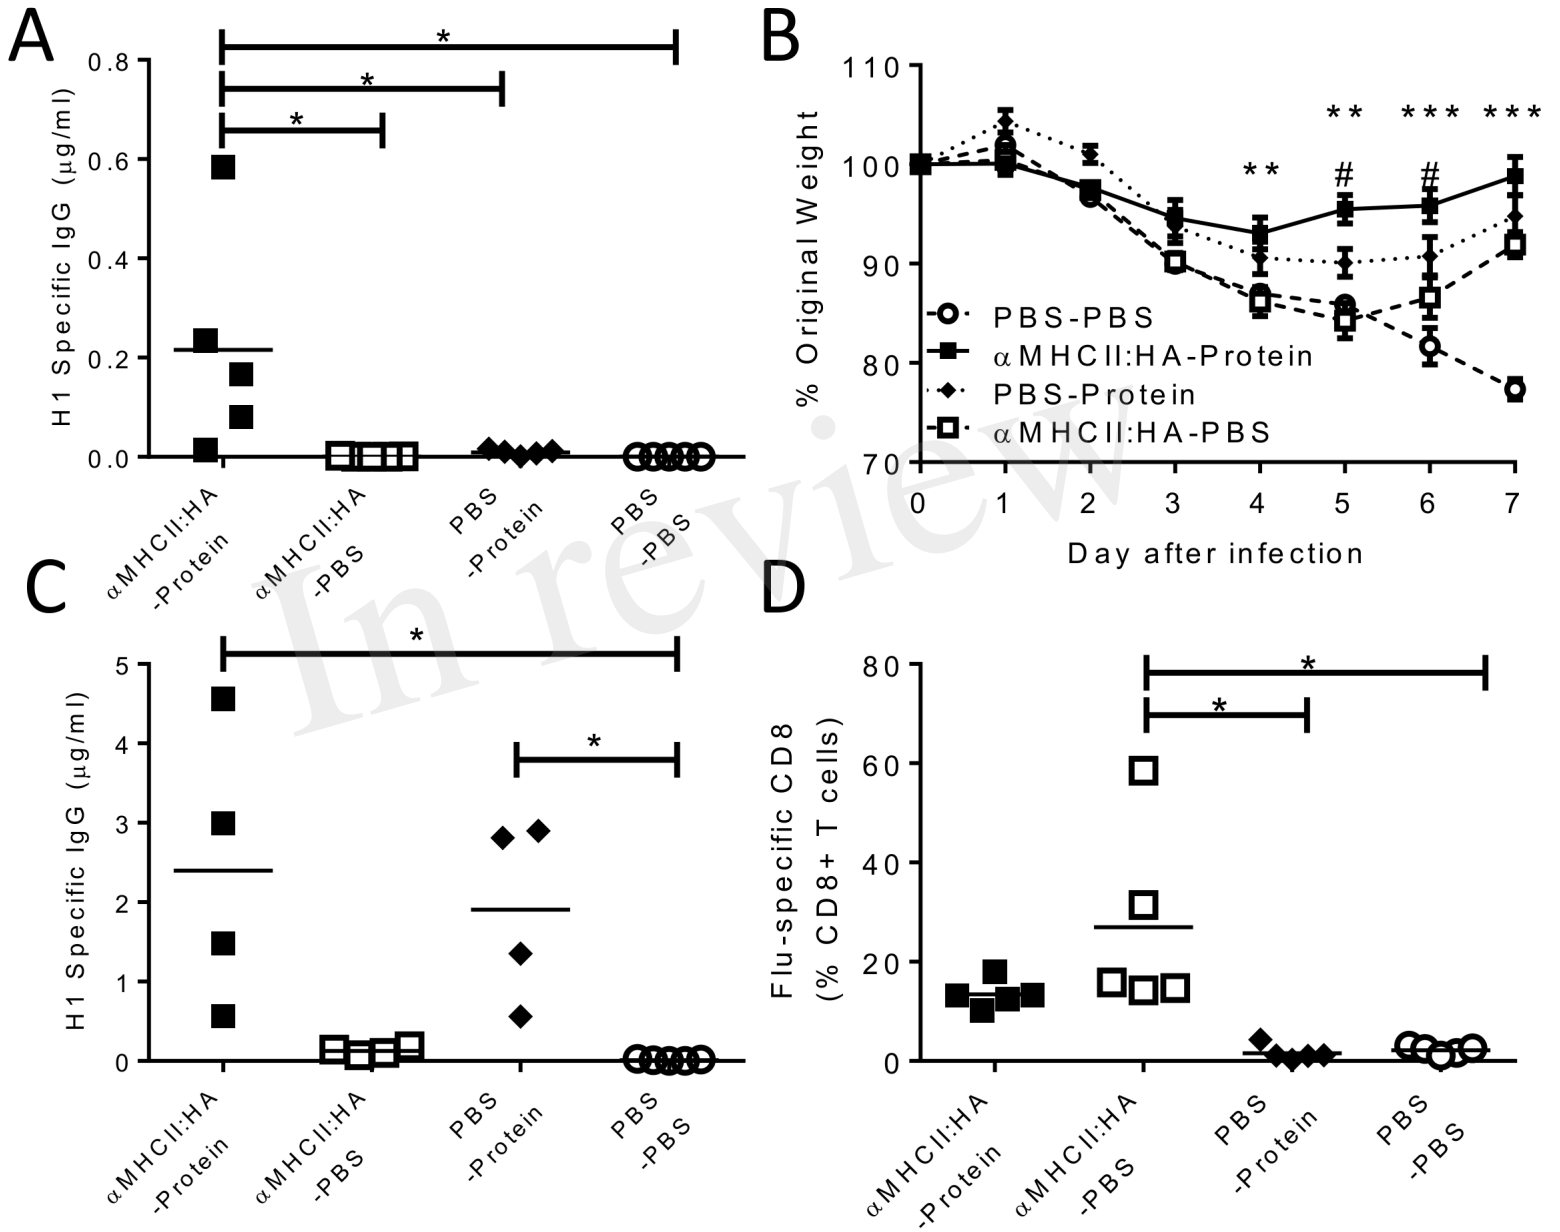 A
H1 Specific IgG (μg/ml)
0.8
0.6
0.4
0.2
0.0
*
*
*
αMHCII:HA
-Protein
αMHCII:HA
-PBS
PBS
-Protein
PBS
-PBS
B
% Original Weight
110
100
90
80
70
** *** ***
** # #
PBS-PBS
αMHCII:HA-Protein
PBS-Protein
αMHCII:HA-PBS
0 1 2 3 4 5 6 7
Day after infection
C
H1 Specific IgG (μg/ml)
5
4
3
2
1
0
*
*
αMHCII:HA
-Protein
αMHCII:HA
-PBS
PBS
-Protein
PBS
-PBS
D
Flu-specific CD8
(% CD8+ T cells)
80
60
40
20
0
*
*
αMHCII:HA
-Protein
αMHCII:HA
-PBS
PBS
-Protein
PBS
-PBS
In review